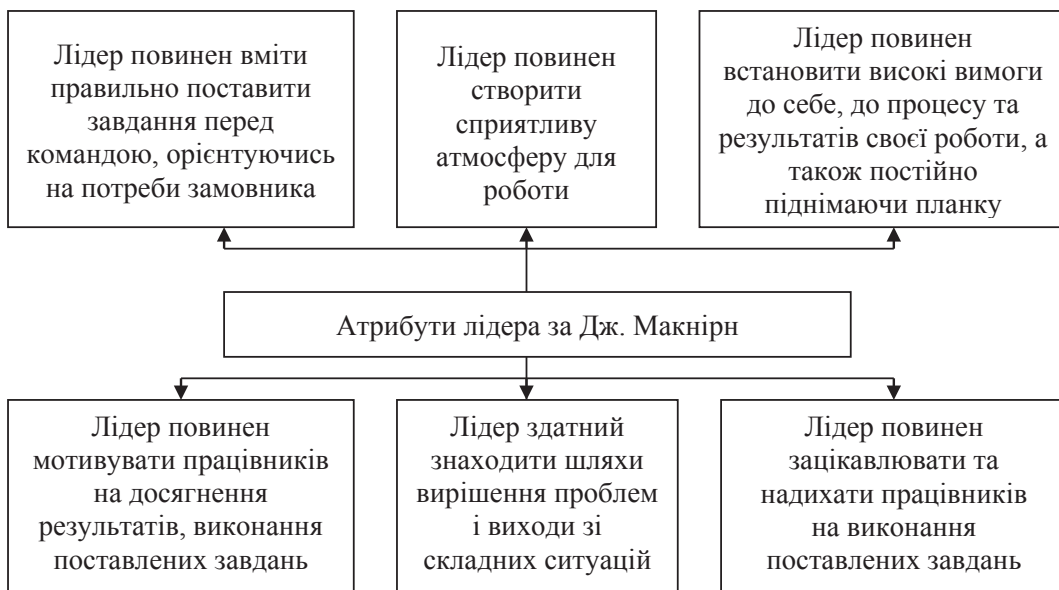 Лідер повинен вміти
правильно поставити
завдання перед
командою, орієнтуючись
на потреби замовника
Лідер повинен
створити
сприятливу
атмосферу для
роботи
Лідер повинен
встановити високі вимоги
до себе, до процесу та
результатів своєї роботи, а
також постійно
піднімаючи планку
Атрибути лідера за Дж. Макнірн
Лідер повинен
мотивувати працівників
на досягнення
результатів, виконання
поставлених завдань
Лідер здатний
знаходити шляхи
вирішення проблем
і виходи зі
складних ситуацій
Лідер повинен
зацікавлювати та
надихати працівників
на виконання
поставлених завдань